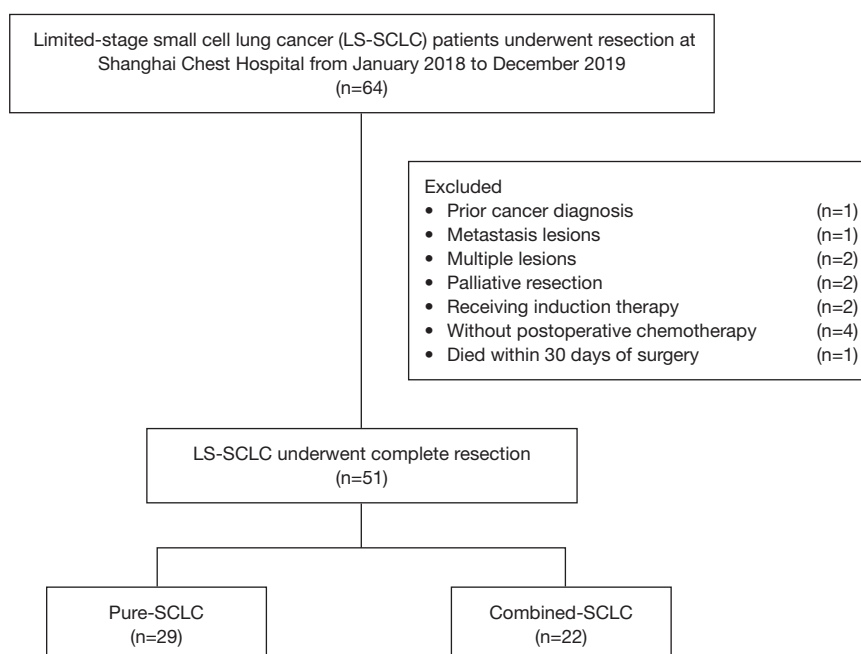 Limited-stage small cell lung cancer (LS-SCLC) patients underwent resection at
Shanghai Chest Hospital from January 2018 to December 2019
(n=64)
Excluded
• Prior cancer diagnosis (n=1)
• Metastasis lesions (n=1)
• Multiple lesions (n=2)
• Palliative resection (n=2)
• Receiving induction therapy (n=2)
• Without postoperative chemotherapy (n=4)
• Died within 30 days of surgery (n=1)
LS-SCLC underwent complete resection
(n=51)
Pure-SCLC
(n=29)
Combined-SCLC
(n=22)